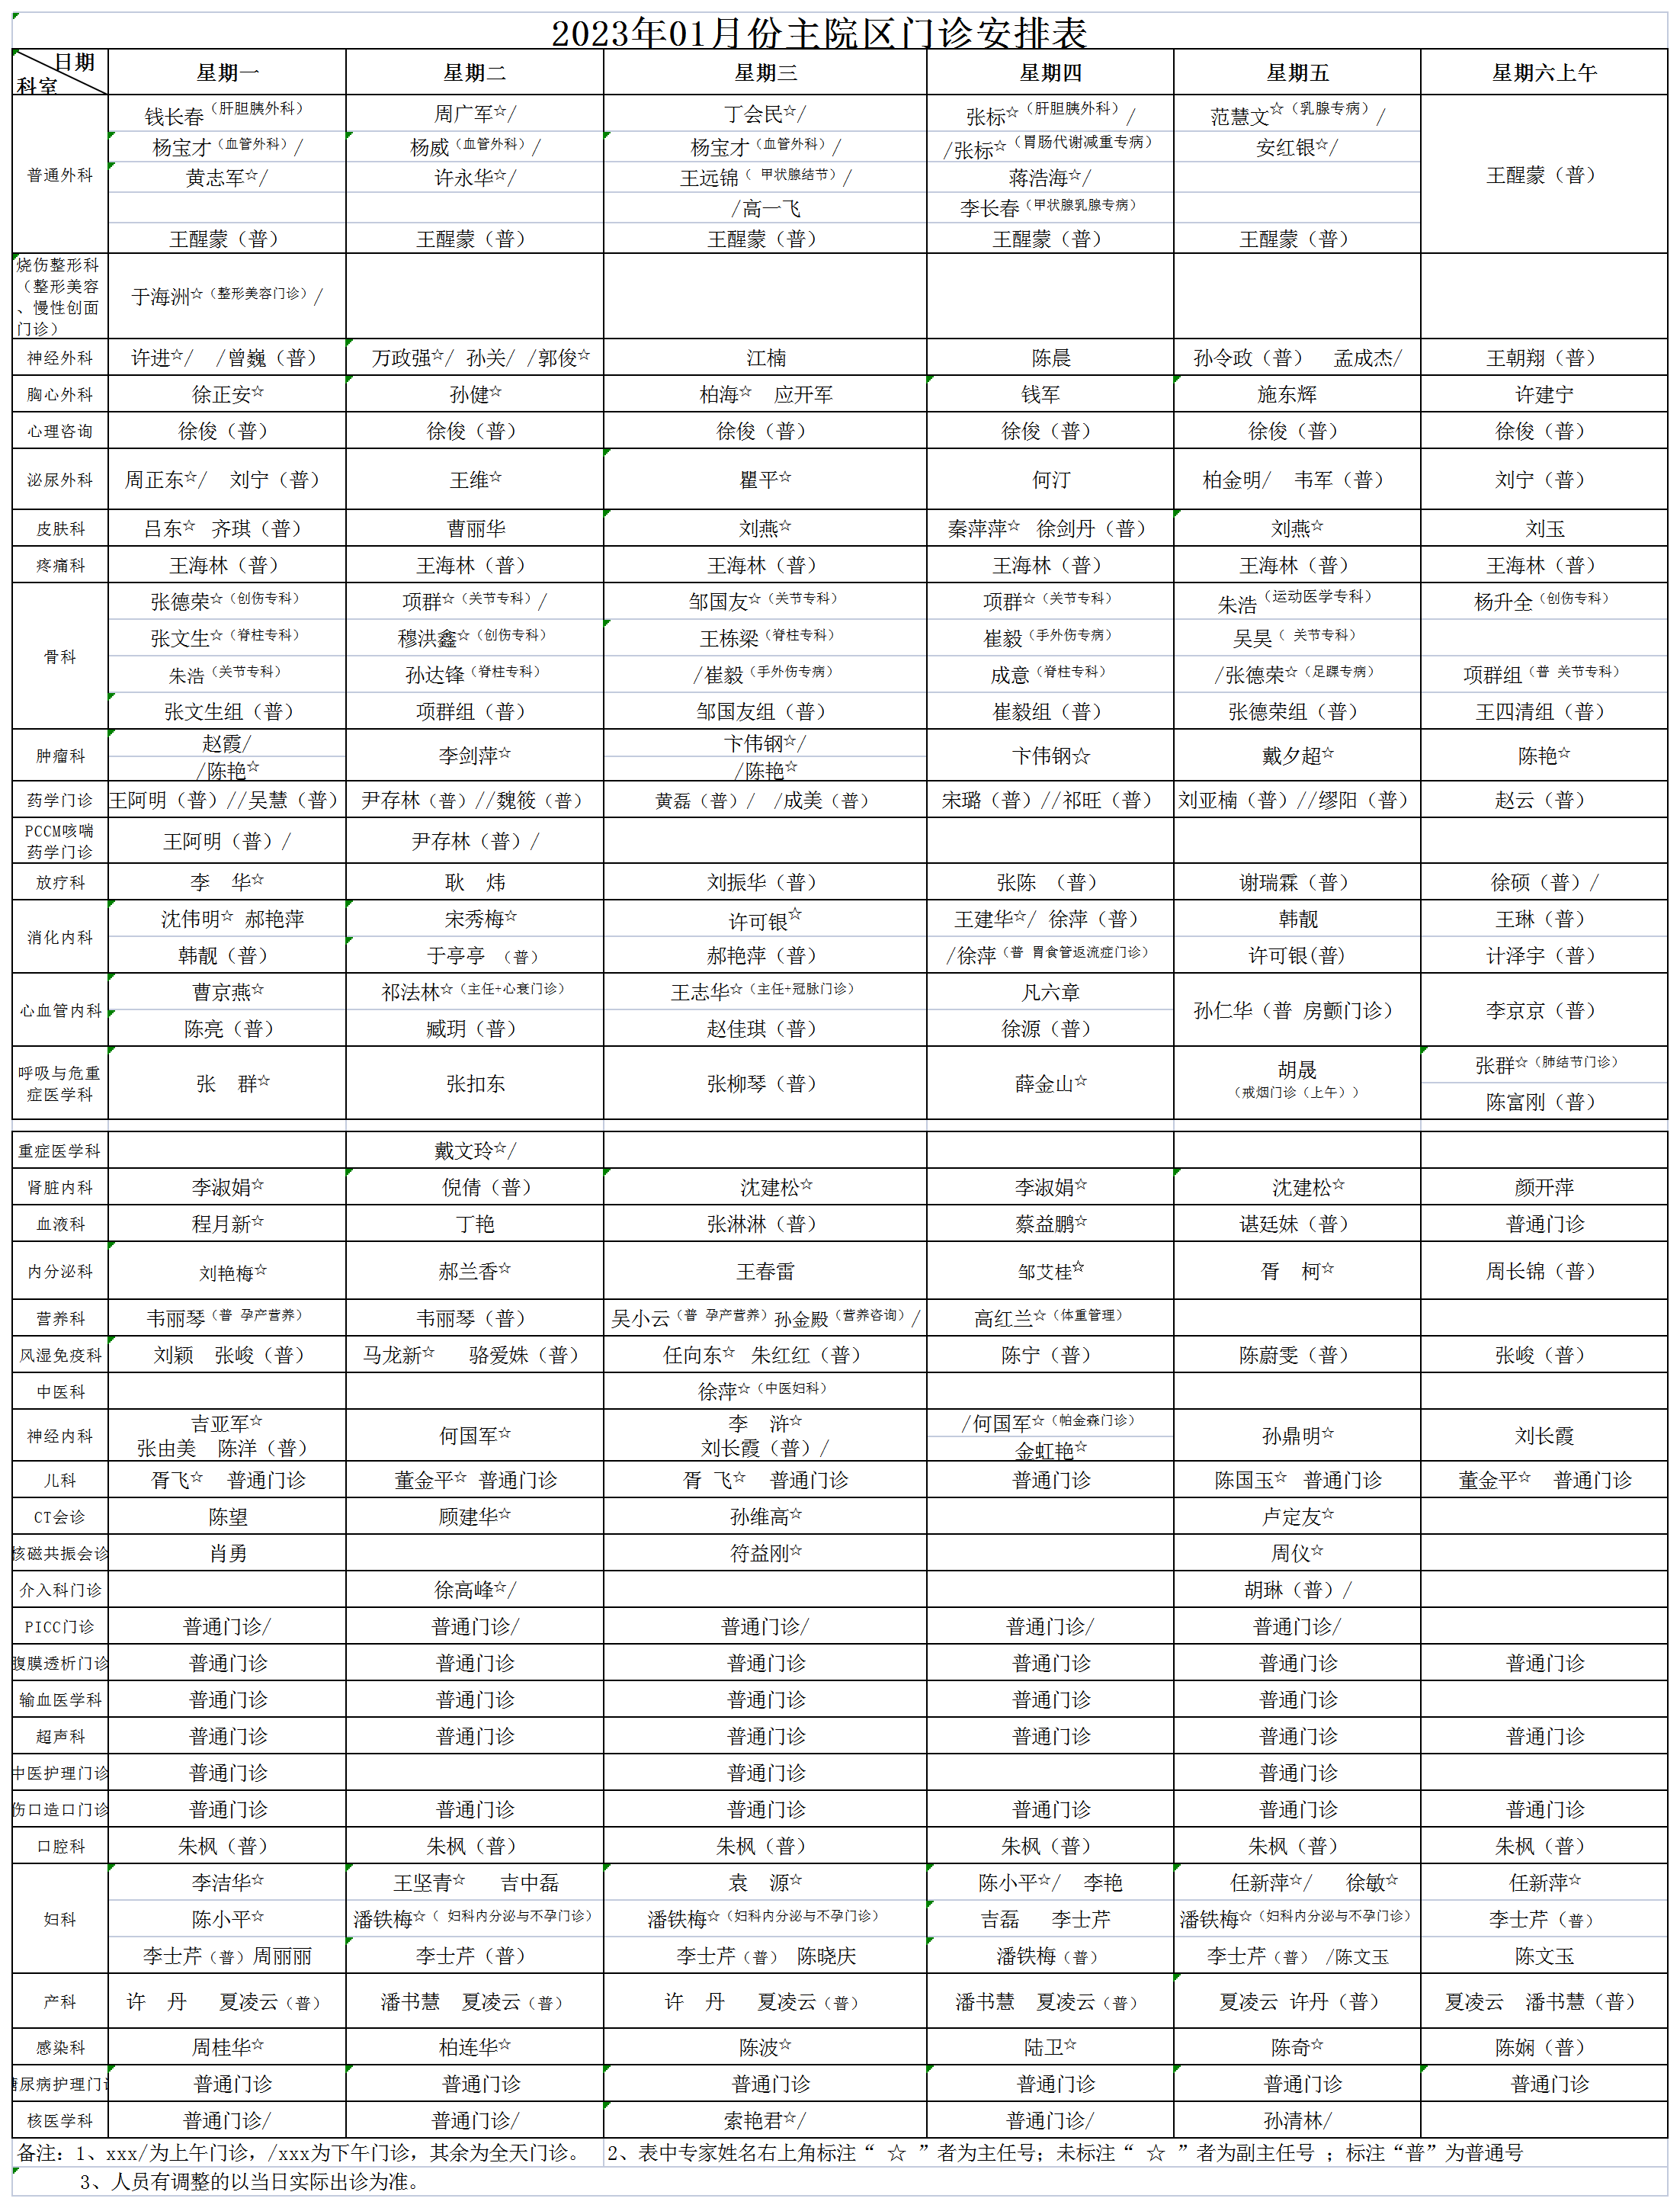 2023年01月份主院区门诊安排表
日期 科室 星期一 星期二 星期三 星期四 星期五 星期六上午
普通外科
钱长春（肝胆胰外科） 周广军☆/ 丁会民☆/ 张标☆（肝胆胰外科）/ 范慧文☆（乳腺专病）/ 王醒蒙（普）
杨宝才（血管外科）/ 杨威（血管外科）/ 杨宝才（血管外科）/ /张标☆（胃肠代谢减重专病） 安红银☆/
黄志军☆/ 许永华☆/ 王远锦（ 甲状腺结节）/ 蒋浩海☆/
/高一飞 李长春（甲状腺乳腺专病）
王醒蒙（普） 王醒蒙（普） 王醒蒙（普） 王醒蒙（普） 王醒蒙（普）
烧伤整形科
（整形美容
、慢性创面
门诊）
于海洲☆（整形美容门诊）/
神经外科 许进☆/ /曾巍（普） 万政强☆/ 孙关/ /郭俊☆ 江楠 陈晨 孙令政（普） 孟成杰/ 王朝翔（普）
胸心外科 徐正安☆ 孙健☆ 柏海☆ 应开军 钱军 施东辉 许建宁
心理咨询 徐俊（普） 徐俊（普） 徐俊（普） 徐俊（普） 徐俊（普） 徐俊（普）
泌尿外科 周正东☆/ 刘宁（普） 王维☆ 瞿平☆ 何汀 柏金明/ 韦军（普） 刘宁（普）
皮肤科 吕东☆ 齐琪（普） 曹丽华 刘燕☆ 秦萍萍☆ 徐剑丹（普） 刘燕☆ 刘玉
疼痛科 王海林（普） 王海林（普） 王海林（普） 王海林（普） 王海林（普） 王海林（普）
骨科
张德荣☆（创伤专科） 项群☆（关节专科）/ 邹国友☆（关节专科） 项群☆（关节专科） 朱浩（运动医学专科） 杨升全（创伤专科）
张文生☆（脊柱专科） 穆洪鑫☆（创伤专科） 王栋梁（脊柱专科） 崔毅（手外伤专病） 吴昊（ 关节专科）
朱浩（关节专科） 孙达锋（脊柱专科） /崔毅（手外伤专病） 成意（脊柱专科） /张德荣☆（足踝专病） 项群组（普 关节专科）
张文生组（普） 项群组（普） 邹国友组（普） 崔毅组（普） 张德荣组（普） 王四清组（普）
肿瘤科
赵霞/ 李剑萍☆ 卞伟钢☆/ 卞伟钢☆ 戴夕超☆ 陈艳☆
/陈艳☆ /陈艳☆
药学门诊 王阿明（普）//吴慧（普） 尹存林（普）//魏筱（普） 黄磊（普）/ /成美（普） 宋璐（普）//祁旺（普） 刘亚楠（普）//缪阳（普） 赵云（普）
PCCM咳喘
药学门诊
王阿明（普）/ 尹存林（普）/
放疗科 李 华☆ 耿 炜 刘振华（普） 张陈 （普） 谢瑞霖（普） 徐硕（普）/
消化内科
沈伟明☆ 郝艳萍 宋秀梅☆ 许可银☆ 王建华☆/ 徐萍（普） 韩靓 王琳（普）
韩靓（普） 于亭亭 （普） 郝艳萍（普） /徐萍（普 胃食管返流症门诊） 许可银(普) 计泽宇（普）
心血管内科
曹京燕☆ 祁法林☆（主任+心衰门诊） 王志华☆（主任+冠脉门诊） 凡六章 孙仁华（普 房颤门诊） 李京京（普）
陈亮（普） 臧玥（普） 赵佳琪（普） 徐源（普）
呼吸与危重
症医学科
张 群☆ 张扣东 张柳琴（普） 薛金山☆ 胡晟 张群☆（肺结节门诊）
（戒烟门诊（上午）） 陈富刚（普）
重症医学科 戴文玲☆/
肾脏内科 李淑娟☆ 倪倩（普） 沈建松☆ 李淑娟☆ 沈建松☆ 颜开萍
血液科 程月新☆ 丁艳 张淋淋（普） 蔡益鹏☆ 谌廷妹（普） 普通门诊
内分泌科 刘艳梅☆ 郝兰香☆ 王春雷 邹艾桂☆ 胥 柯☆ 周长锦（普）
营养科 韦丽琴（普 孕产营养） 韦丽琴（普） 吴小云（普 孕产营养）孙金殿（营养咨询）/ 高红兰☆（体重管理）
风湿免疫科 刘颖 张峻（普） 马龙新☆ 骆爱姝（普） 任向东☆ 朱红红（普） 陈宁（普） 陈蔚雯（普） 张峻（普）
中医科 徐萍☆（中医妇科）
神经内科
吉亚军☆ 何国军☆ 李 浒☆ /何国军☆（帕金森门诊） 孙鼎明☆ 刘长霞
张由美 陈洋（普） 刘长霞（普）/ 金虹艳☆
儿科 胥飞☆ 普通门诊 董金平☆ 普通门诊 胥 飞☆ 普通门诊 普通门诊 陈国玉☆ 普通门诊 董金平☆ 普通门诊
CT会诊 陈望 顾建华☆ 孙维高☆ 卢定友☆
核磁共振会诊 肖勇 符益刚☆ 周仪☆
介入科门诊 徐高峰☆/ 胡琳（普）/
PICC门诊 普通门诊/ 普通门诊/ 普通门诊/ 普通门诊/ 普通门诊/
腹膜透析门诊 普通门诊 普通门诊 普通门诊 普通门诊 普通门诊 普通门诊
输血医学科 普通门诊 普通门诊 普通门诊 普通门诊 普通门诊
超声科 普通门诊 普通门诊 普通门诊 普通门诊 普通门诊 普通门诊
中医护理门诊 普通门诊 普通门诊 普通门诊
伤口造口门诊 普通门诊 普通门诊 普通门诊 普通门诊 普通门诊 普通门诊
口腔科 朱枫（普） 朱枫（普） 朱枫（普） 朱枫（普） 朱枫（普） 朱枫（普）
妇科
李洁华☆ 王坚青☆ 吉中磊 袁 源☆ 陈小平☆/ 李艳 任新萍☆/ 徐敏☆ 任新萍☆
陈小平☆ 潘铁梅☆（ 妇科内分泌与不孕门诊） 潘铁梅☆（妇科内分泌与不孕门诊） 吉磊 李士芹 潘铁梅☆（妇科内分泌与不孕门诊） 李士芹（普）
李士芹（普）周丽丽 李士芹（普） 李士芹（普） 陈晓庆 潘铁梅（普） 李士芹（普） /陈文玉 陈文玉
产科 许 丹 夏凌云（普） 潘书慧 夏凌云（普） 许 丹 夏凌云（普） 潘书慧 夏凌云（普） 夏凌云 许丹（普） 夏凌云 潘书慧（普）
感染科 周桂华☆ 柏连华☆ 陈波☆ 陆卫☆ 陈奇☆ 陈娴（普）
尿病护理门 普通门诊 普通门诊 普通门诊 普通门诊 普通门诊 普通门诊
核医学科 普通门诊/ 普通门诊/ 索艳君☆/ 普通门诊/ 孙清林/
备注：1、xxx/为上午门诊，/xxx为下午门诊，其余为全天门诊。 2、表中专家姓名右上角标注“ ☆ ”者为主任号；未标注“ ☆ ”者为副主任号 ；标注“普”为普通号
3、人员有调整的以当日实际出诊为准。